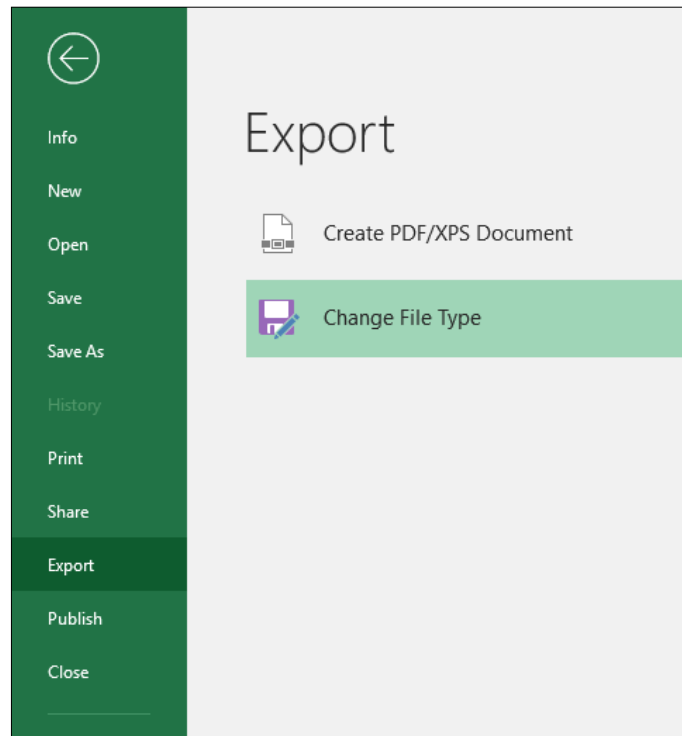 Info
New
Open
Save
Save As
History
Print
Share
Export
Publish
Close
Export
Create PDF/XPS Document
Change File Type